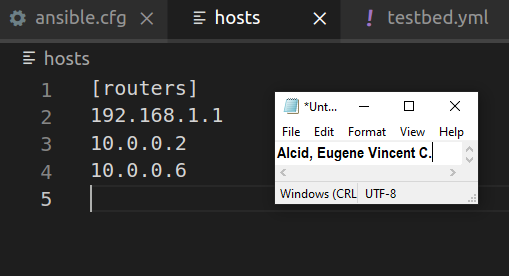 ansible.cfg hosts testbed.yml
hosts
1 [routers]
2 192.168.1.1
3 10.0.0.2
4 10.0.0.6
5
*Unt...
File Edit Format View Help
Alcid, Eugene Vincent C.
Windows (CRL UTF-8